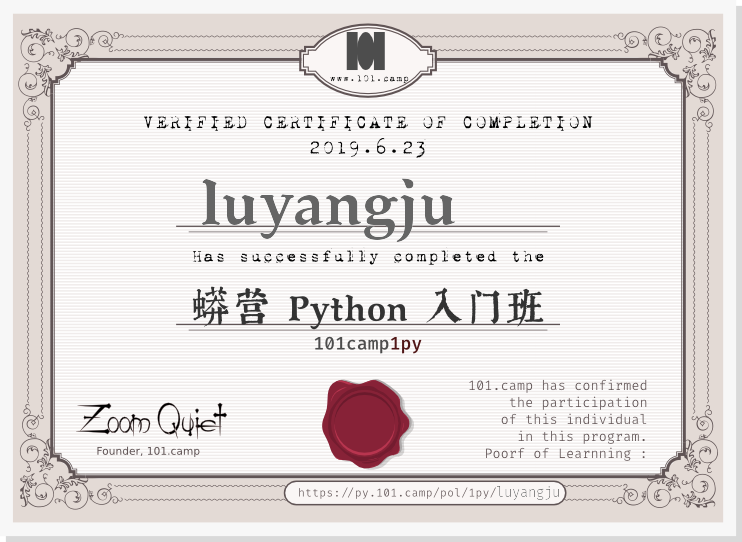 101
www.101.camp
VERIFIED CERTIFICATE OF COMPLETION
2019.6.23
luyangju
Has successfully completed the
蟒营 Python 入门班
101camp1py
101.camp has confirmed
the participation
of this individual
in this program.
Poorf of Learnning :
Zoom Quiet
Founder, 101.camp
https://py.101.camp/pol/1py/luyangju